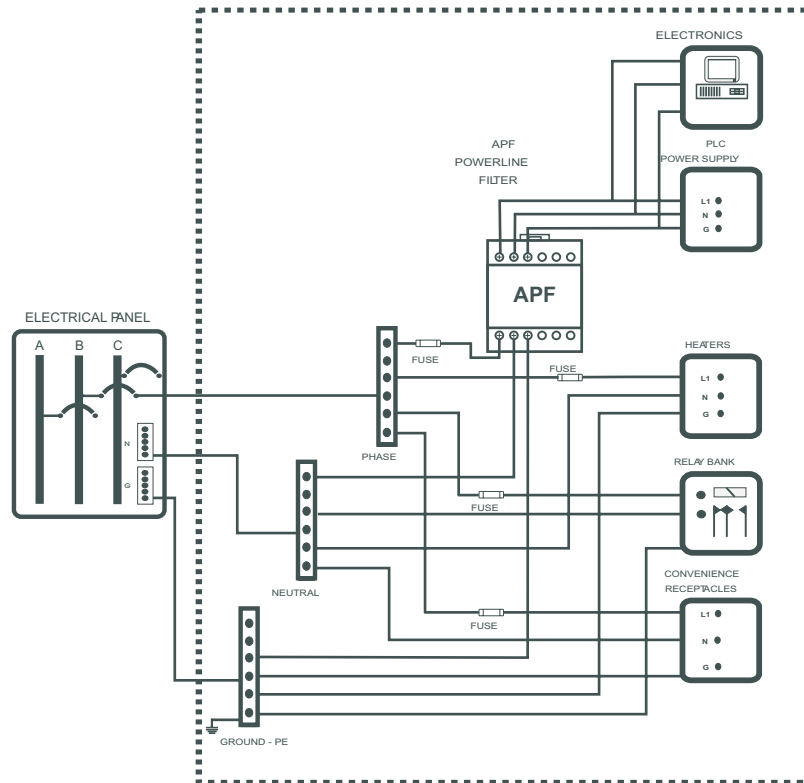 ELECTRONICS
APF
POWERLINE
FILTER
PLC
POWER SUPPLY
L1
N
G
APF
ELECTRICAL PANEL
A B C
N
G
FUSE
FUSE
HEATERS
L1
N
G
PHASE
RELAY BANK
FUSE
CONVENIENCE
RECEPTACLES
NEUTRAL
L1
FUSE
N
G
GROUND - PE